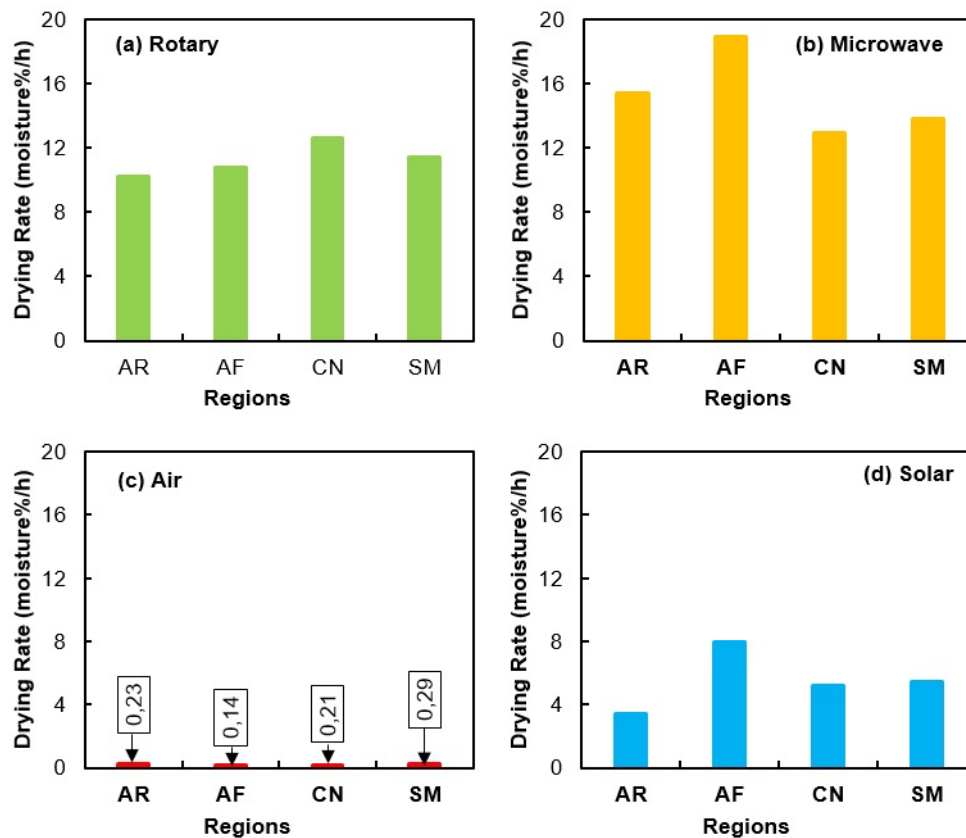 (a) Rotary
Drying Rate (moisture%/h)
20
16
12
8
4
0
AR AF CN SM
Regions
(b) Microwave
Drying Rate (moisture%/h)
20
16
12
8
4
0
AR AF CN SM
Regions
(c) Air
Drying Rate (moisture%/h)
20
16
12
8
4
0
0,23
0,14
0,21
0,29
AR AF CN SM
Regions
(d) Solar
Drying Rate (moisture%/h)
20
16
12
8
4
0
AR AF CN SM
Regions